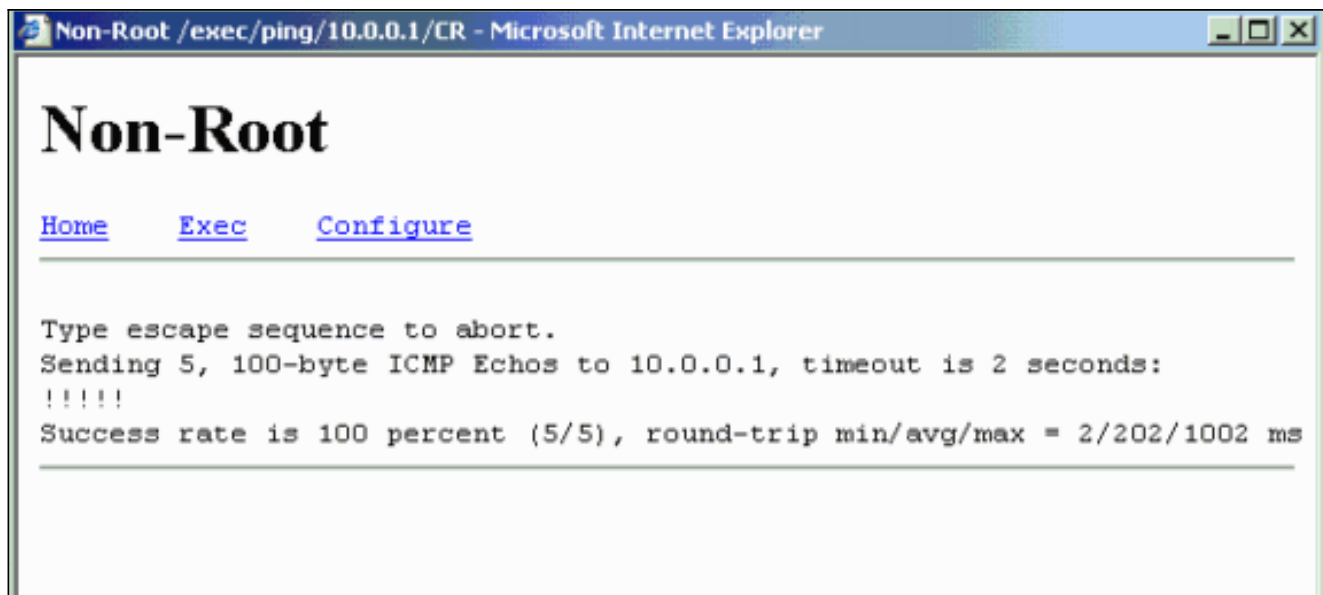 Non-Root /exec/ping/10.0.0.1/CR - Microsoft Internet Explorer
Non-Root
Home Exec Configure
Type escape sequence to abort.
Sending 5, 100-byte ICMP Echos to 10.0.0.1, timeout is 2 seconds:
!!!!!
Success rate is 100 percent (5/5), round-trip min/avg/max = 2/202/1002 ms